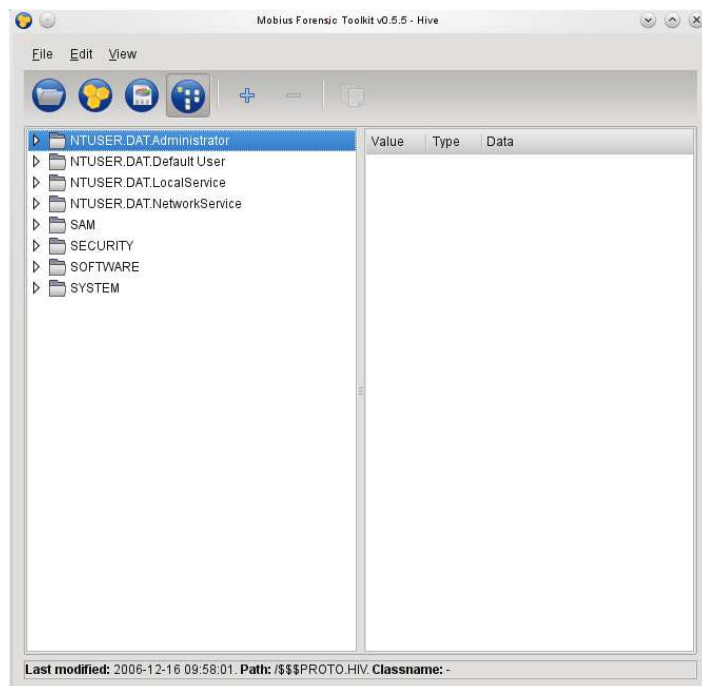 Mobius Forensic Toolkit v0.5.5 - Hive
File Edit View
Value Type Data
NTUSER.DAT.Administrator
NTUSER.DAT.Default User
NTUSER.DAT.LocalService
NTUSER.DAT.NetworkService
SAM
SECURITY
SOFTWARE
SYSTEM
Last modified: 2006-12-16 09:58:01. Path: /$$$PROTO.HIV. Classname: -